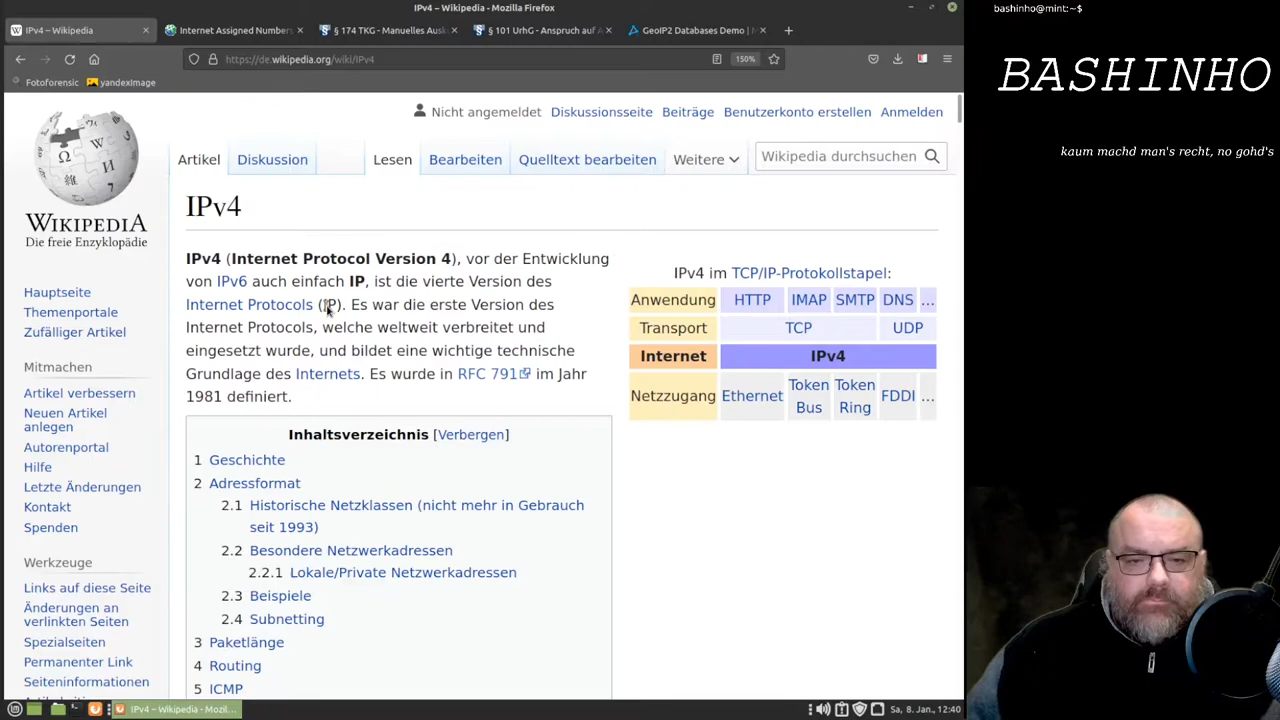 IPv4 – Wikipedia - Mozilla Firefox
IPv4 – Wikipedia
Internet Assigned Numbers
§ 174 TKG - Manuelles Ausk
§ 101 UrhG - Anspruch auf A
GeoIP2 Databases Demo | M
https://de.wikipedia.org/wiki/IPv4
150%
Fotoforensic
yandexImage
Nicht angemeldet
Diskussionsseite
Beiträge
Benutzerkonto erstellen
Anmelden
Artikel
Diskussion
Lesen
Bearbeiten
Quelltext bearbeiten
Weitere
Wikipedia durchsuchen
WIKIPEDIA
Die freie Enzyklopädie
Hauptseite
Themenportale
Zufälliger Artikel
Mitmachen
Artikel verbessern
Neuen Artikel
anlegen
Autorenportal
Hilfe
Letzte Änderungen
Kontakt
Spenden
Werkzeuge
Links auf diese Seite
Änderungen an
verlinkten Seiten
Spezialseiten
Permanenter Link
Seiteninformationen
IPv4
IPv4 (Internet Protocol Version 4), vor der Entwicklung
von IPv6 auch einfach IP, ist die vierte Version des
Internet Protocols (IP). Es war die erste Version des
Internet Protocols, welche weltweit verbreitet und
eingesetzt wurde, und bildet eine wichtige technische
Grundlage des Internets. Es wurde in RFC 791 im Jahr
1981 definiert.
IPv4 im TCP/IP-Protokollstapel:
Anwendung HTTP IMAP SMTP DNS ...
Transport TCP UDP
Internet IPv4
Netzzugang Ethernet Token Bus Token Ring FDDI ...
Inhaltsverzeichnis [Verbergen]
1 Geschichte
2 Adressformat
2.1 Historische Netzklassen (nicht mehr in Gebrauch
seit 1993)
2.2 Besondere Netzwerkadressen
2.2.1 Lokale/Private Netzwerkadressen
2.3 Beispiele
2.4 Subnetting
3 Paketlänge
4 Routing
5 ICMP
bashinho@mint:~$
BASHINHO
kaum machd man's recht, no gohd's
IPv4 – Wikipedia - Mozil...
Sa, 8. Jan., 12:40